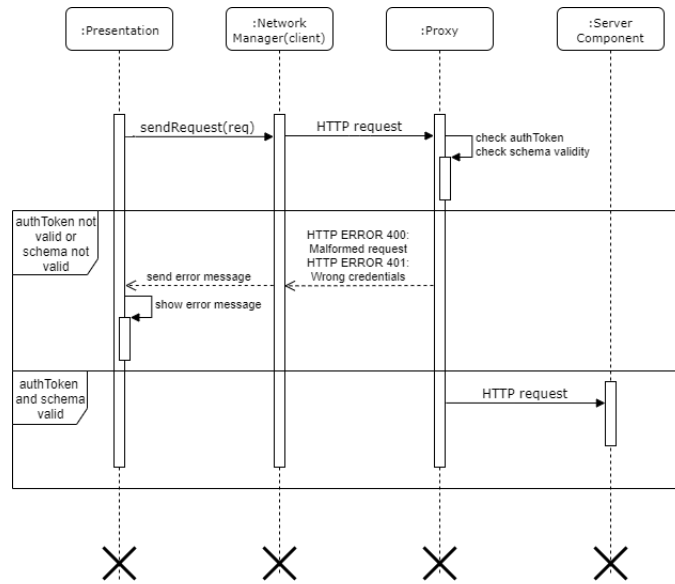 :Presentation
:Network
Manager(client)
:Proxy
:Server
Component
sendRequest(req)
HTTP request
check authToken
check schema validity
authToken not
valid or
schema not
valid
HTTP ERROR 400:
Malformed request
HTTP ERROR 401:
Wrong credentials
send error message
show error message
authToken
and schema
valid
HTTP request